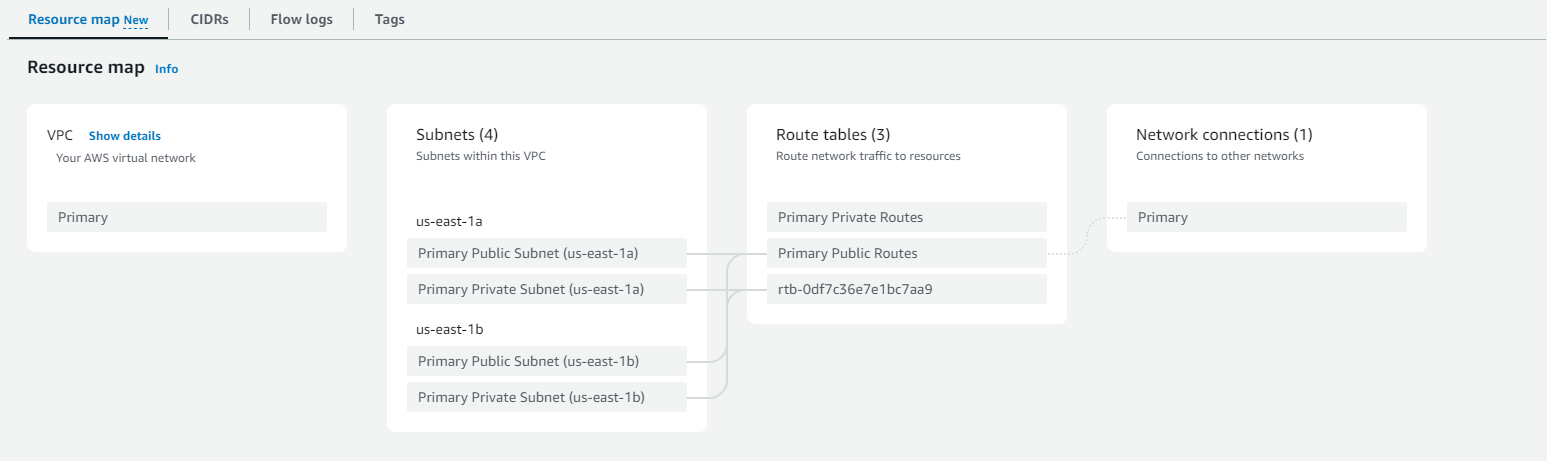 Resource map New
CIDRs
Flow logs
Tags
Resource map Info
VPC Show details
Your AWS virtual network
Primary
Subnets (4)
Subnets within this VPC
us-east-1a
Primary Public Subnet (us-east-1a)
Primary Private Subnet (us-east-1a)
us-east-1b
Primary Public Subnet (us-east-1b)
Primary Private Subnet (us-east-1b)
Route tables (3)
Route network traffic to resources
Primary Private Routes
Primary Public Routes
rtb-0df7c36e7e1bc7aa9
Network connections (1)
Connections to other networks
Primary